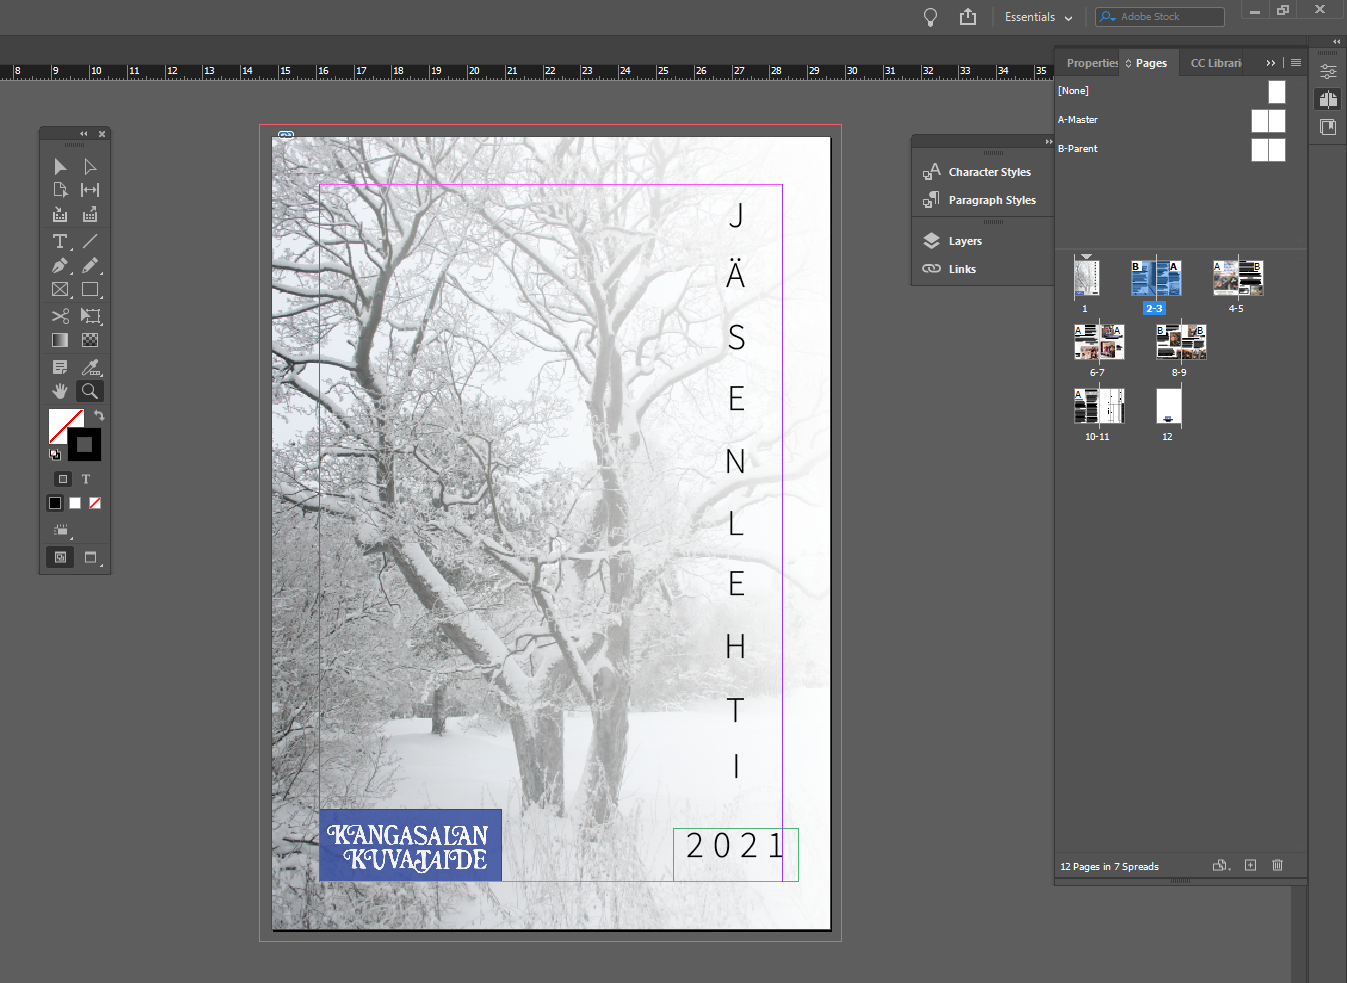 Essentials
Adobe Stock
8 9 10 11 12 13 14 15 16 17 18 19 20 21 22 23 24 25 26 27 28 29 30 31 32 33 34 35
Properties Pages CC Librari
[None]
A-Master
B-Parent
Character Styles
Paragraph Styles
Layers
Links
B A A B
1 2-3 4-5
A A B B
6-7 8-9
A
10-11 12
T
T
J
Ä
S
E
N
L
E
H
T
I
KANGASALAN
KUVATAIDE
2021
12 Pages in 7 Spreads